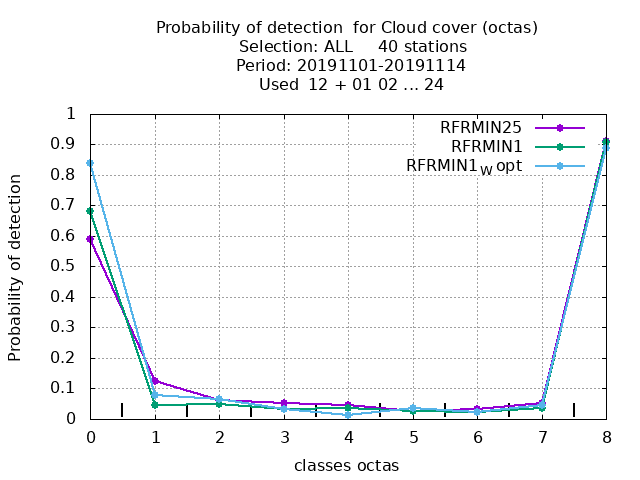 Probability of detection  for Cloud cover (octas)
Selection: ALL     40 stations
Period: 20191101-20191114
Used  12 + 01 02 ... 24
RFRMIN25
RFRMIN1
RFRMIN1W opt
Probability of detection
1
0.9
0.8
0.7
0.6
0.5
0.4
0.3
0.2
0.1
0
0 1 2 3 4 5 6 7 8
classes octas